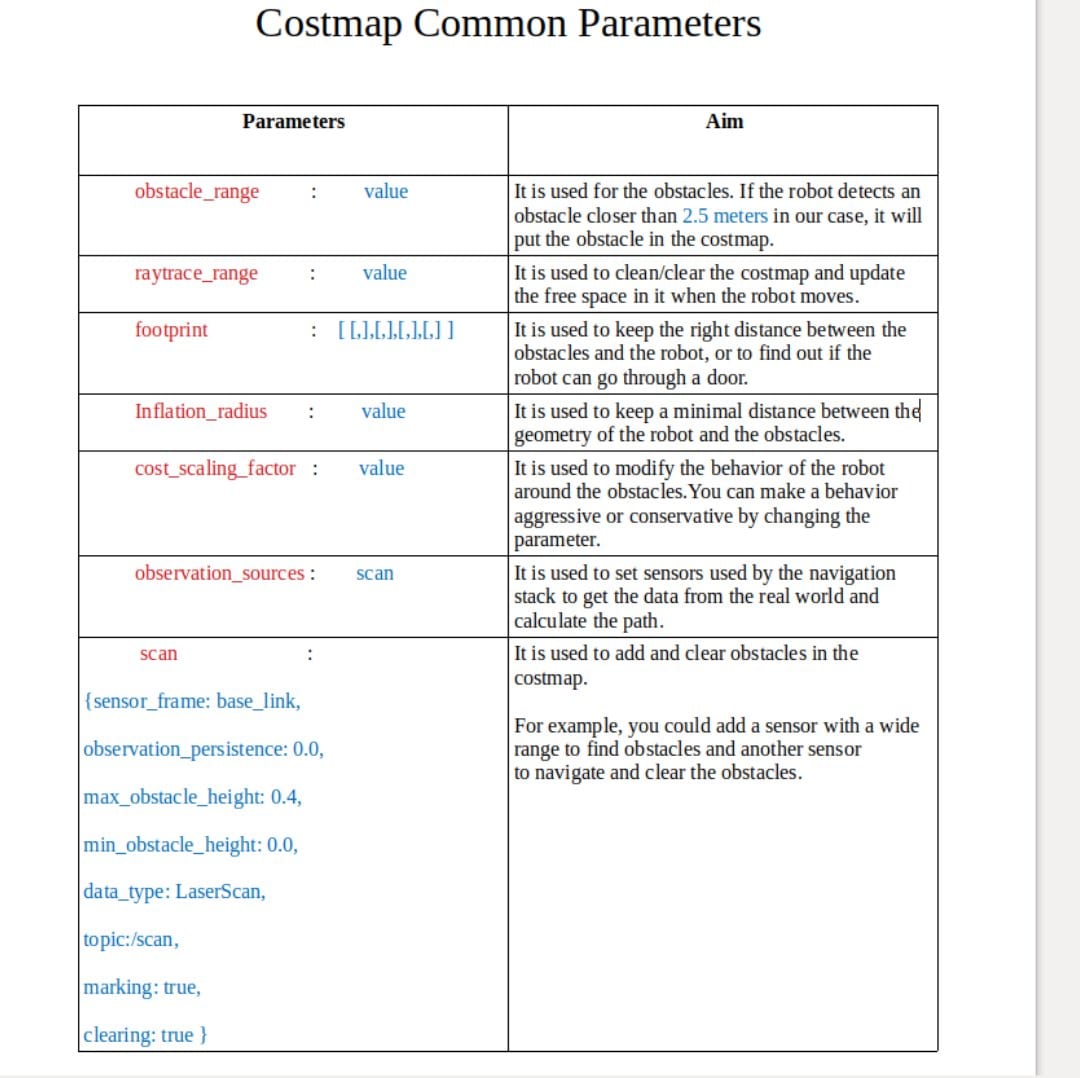 Costmap Common Parameters
Parameters
Aim
obstacle_range : value
It is used for the obstacles. If the robot detects an
obstacle closer than 2.5 meters in our case, it will
put the obstacle in the costmap.
raytrace_range : value
It is used to clean/clear the costmap and update
the free space in it when the robot moves.
footprint : [ [,],[,],[,],[,] ]
It is used to keep the right distance between the
obstacles and the robot, or to find out if the
robot can go through a door.
Inflation_radius : value
It is used to keep a minimal distance between the
geometry of the robot and the obstacles.
cost_scaling_factor : value
It is used to modify the behavior of the robot
around the obstacles.You can make a behavior
aggressive or conservative by changing the
parameter.
observation_sources : scan
It is used to set sensors used by the navigation
stack to get the data from the real world and
calculate the path.
scan :
{sensor_frame: base_link,
observation_persistence: 0.0,
max_obstacle_height: 0.4,
min_obstacle_height: 0.0,
data_type: LaserScan,
topic:/scan,
marking: true,
clearing: true }
It is used to add and clear obstacles in the
costmap.
For example, you could add a sensor with a wide
range to find obstacles and another sensor
to navigate and clear the obstacles.